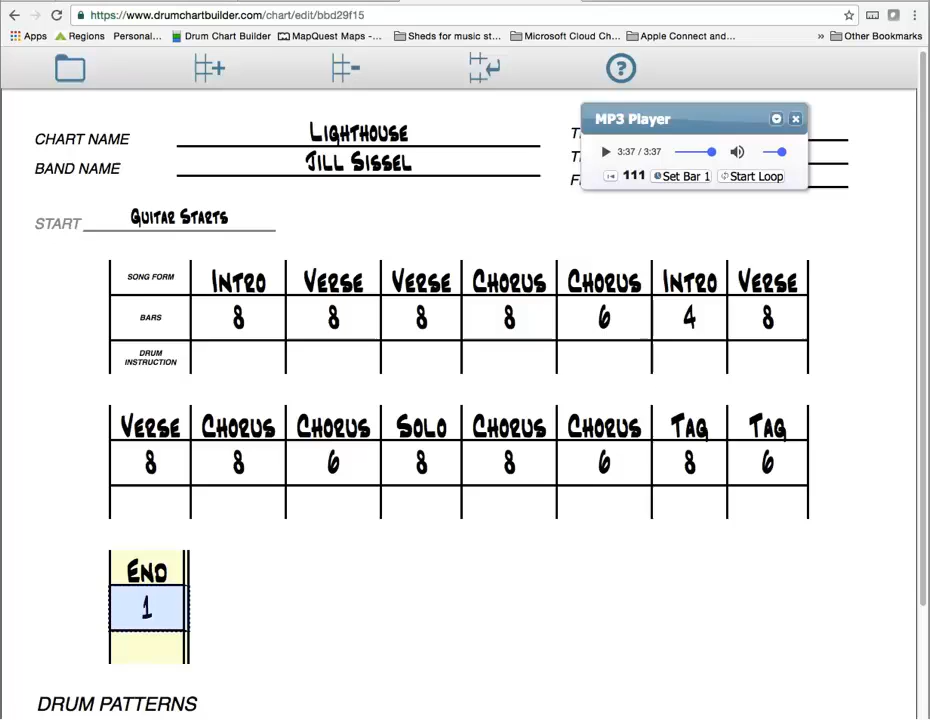 https://www.drumchartbuilder.com/chart/edit/bbd29f15
Apps Regions Personal... Drum Chart Builder MapQuest Maps -... Sheds for music st... Microsoft Cloud Ch... Apple Connect and... » Other Bookmarks
CHART NAME Lighthouse
BAND NAME Jill Sissel
MP3 Player
3:37 / 3:37
111 Set Bar 1 Start Loop
START Guitar Starts
SONG FORM Intro Verse Verse Chorus Chorus Intro Verse
BARS 8 8 8 8 6 4 8
DRUM INSTRUCTION
Verse Chorus Chorus Solo Chorus Chorus Tag Tag
8 8 6 8 8 6 8 6
End
1
DRUM PATTERNS